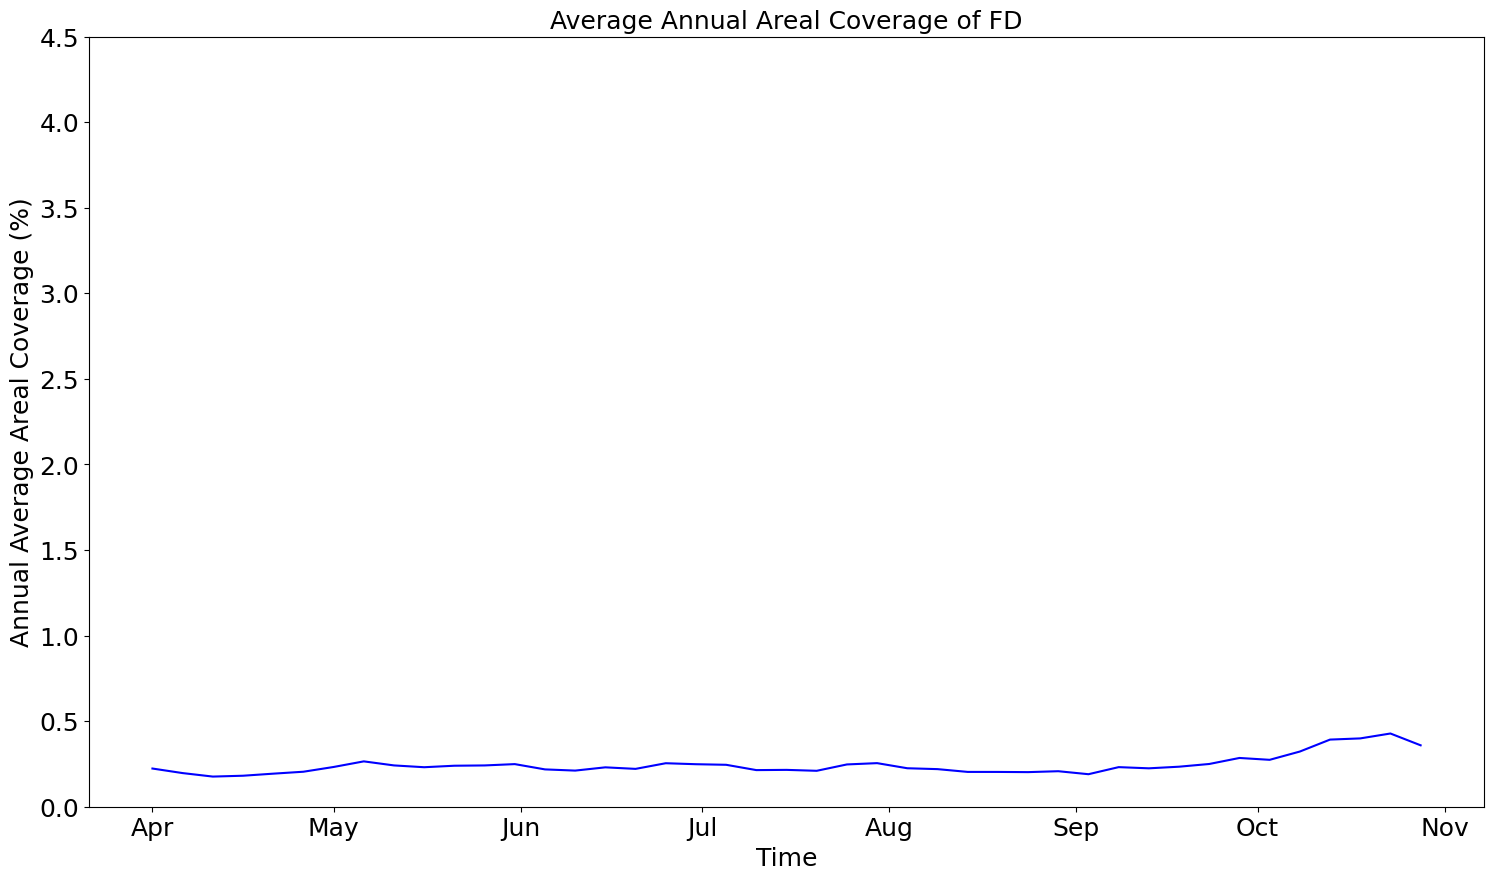 Average Annual Areal Coverage of FD
Annual Average Areal Coverage (%)
4.5
4.0
3.5
3.0
2.5
2.0
1.5
1.0
0.5
0.0
Apr May Jun Jul Aug Sep Oct Nov
Time